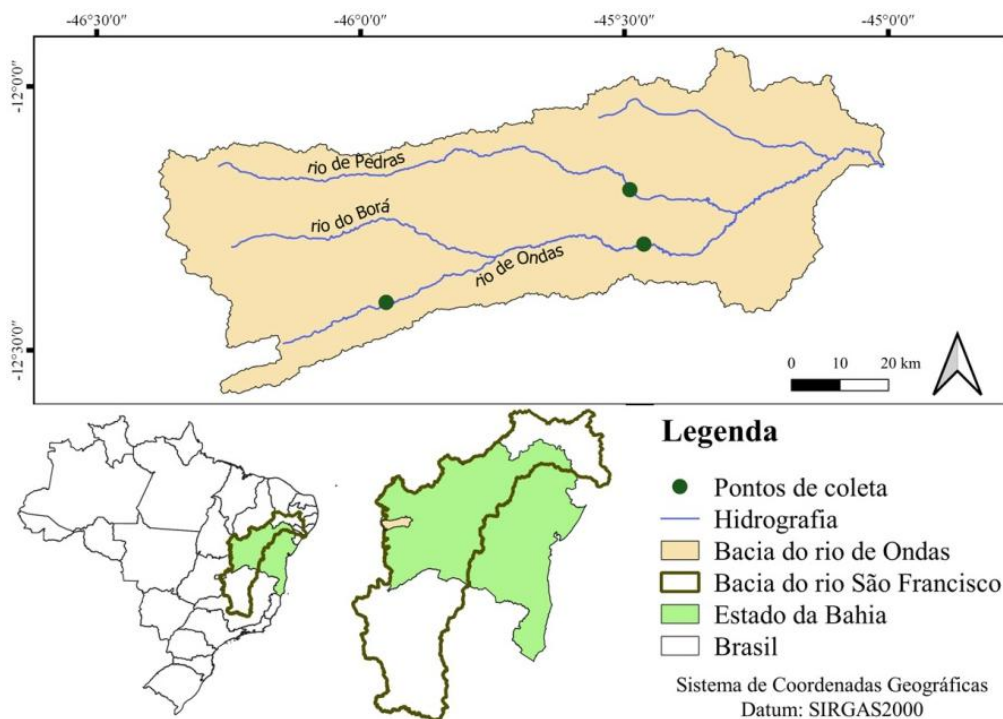 -46°30'0"
-46°0'0"
-45°30'0"
-45°0'0"
-12°0'0"
rio de Pedras
rio do Borá
rio de Ondas
-12°30'0"
0 10 20 km
Legenda
Pontos de coleta
Hidrografia
Bacia do rio de Ondas
Bacia do rio São Francisco
Estado da Bahia
Brasil
Sistema de Coordenadas Geográficas
Datum: SIRGAS2000